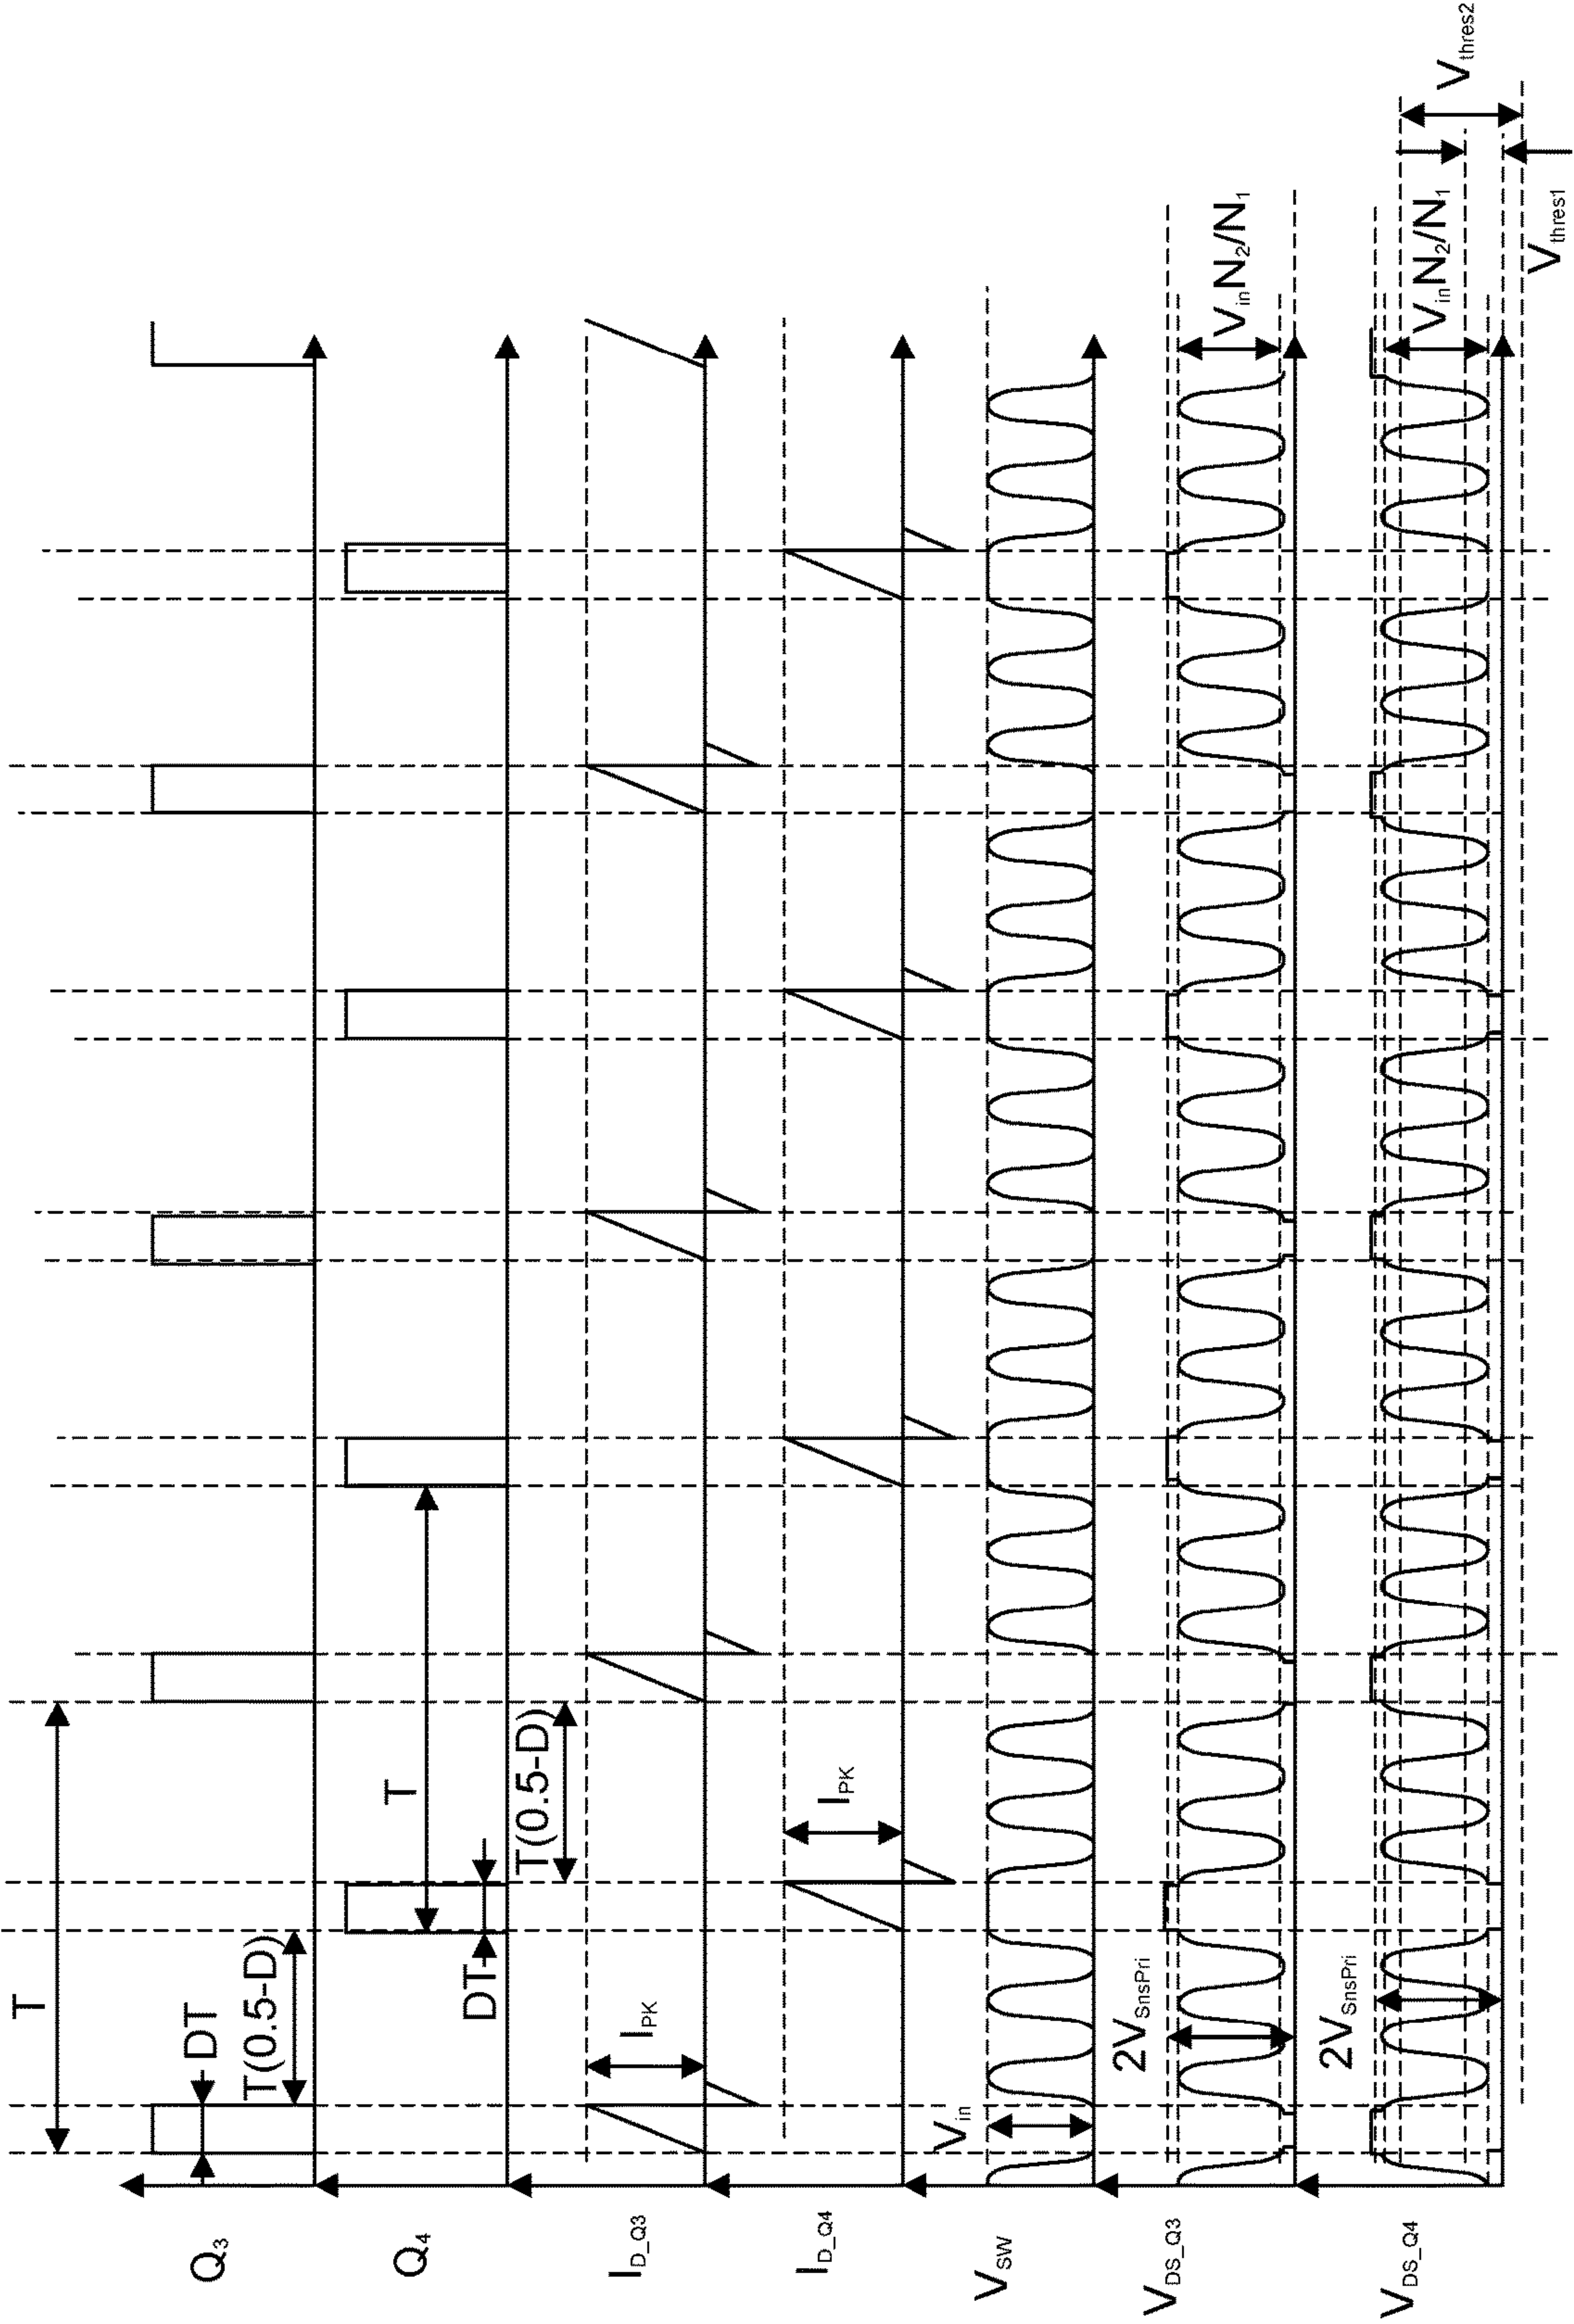 Q3
T
DT
T(0.5-D)
Q4
T
DT
T(0.5-D)
ID_Q3
IPK
ID_Q4
IPK
VSW
Vin
VDS_Q3
2VSnsPri
VinN2/N1
VDS_Q4
2VSnsPri
VinN2/N1
Vthres2
Vthres1